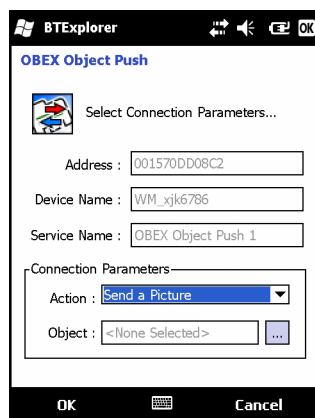 BTExplorer OK
OBEX Object Push
Select Connection Parameters...
Address : 001570DD08C2
Device Name : WM_xjk6786
Service Name : OBEX Object Push 1
Connection Parameters
Action : Send a Picture
Object : <None Selected> ...
OK Cancel